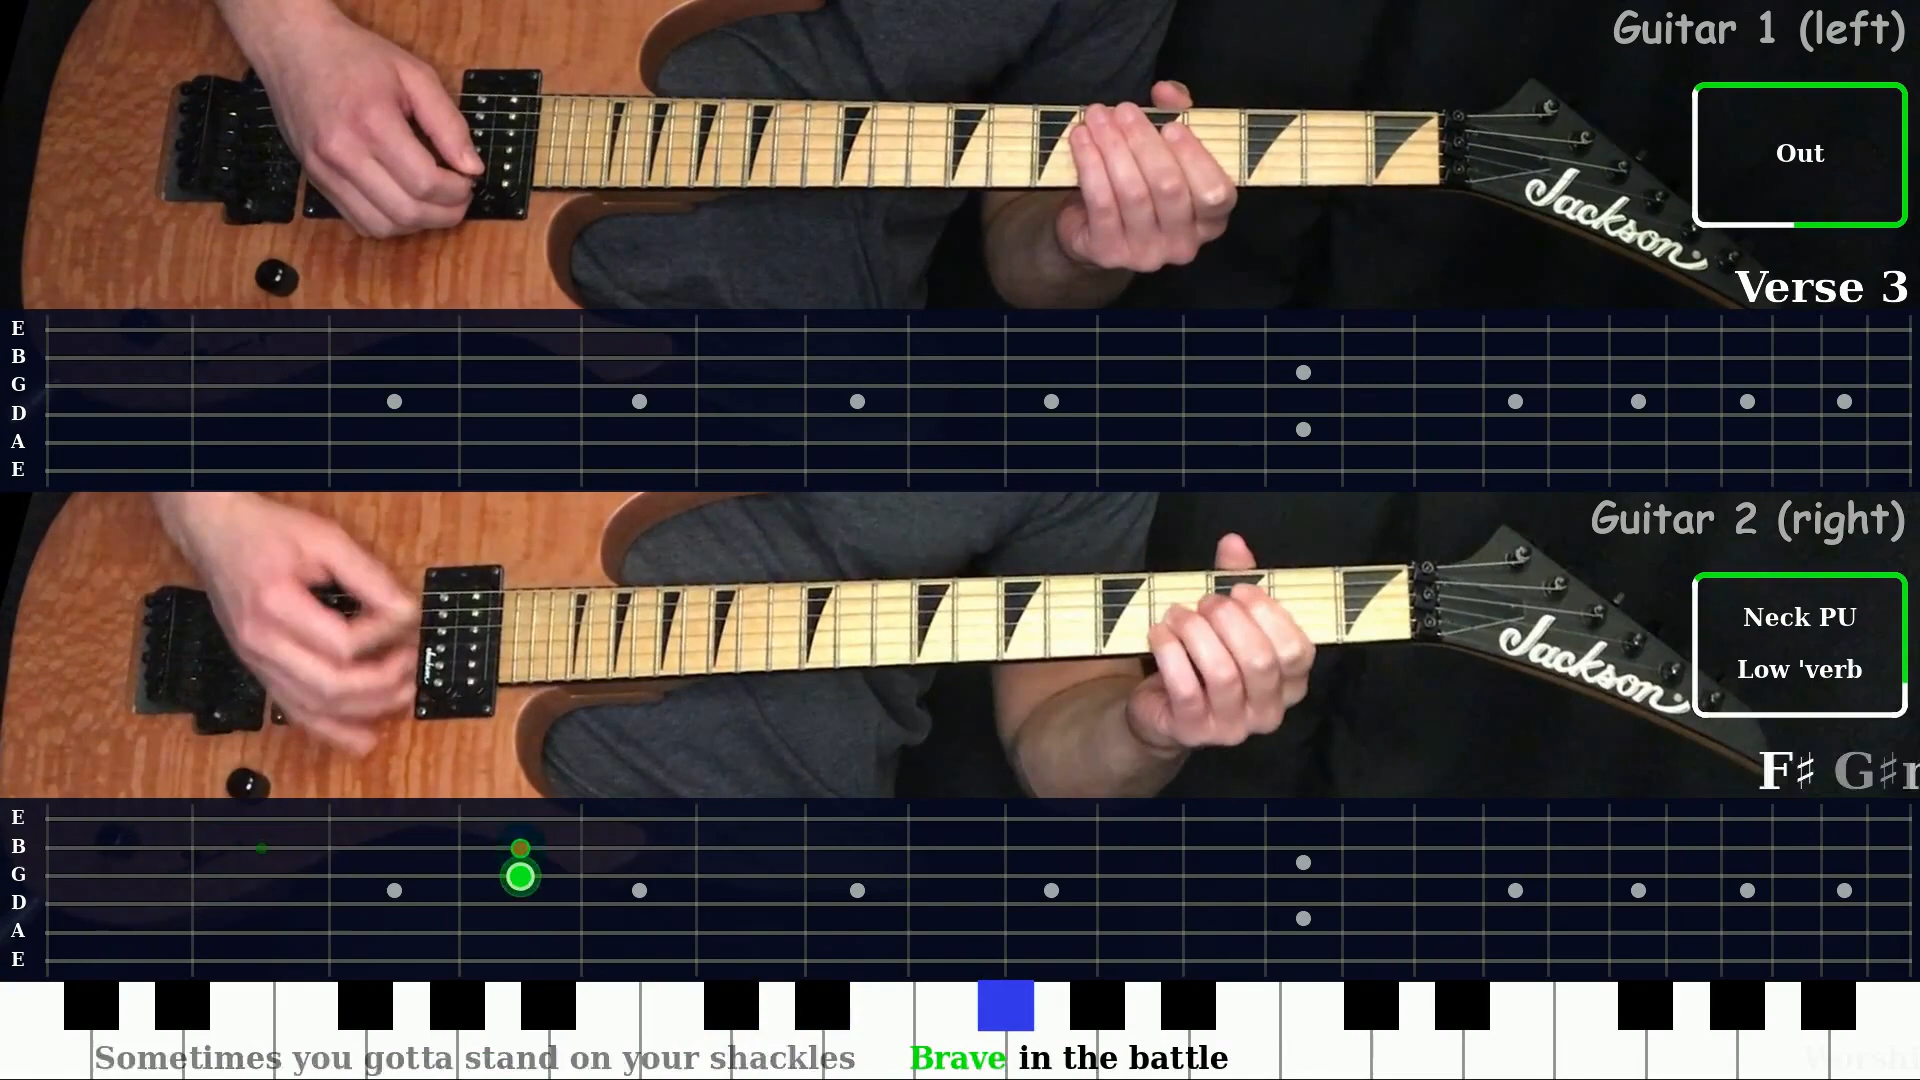 Guitar 1 (left)
Out
Jackson
Verse 3
E
B
G
D
A
E
Guitar 2 (right)
Neck PU
Low 'verb
Jackson
F♯ G♯
E
B
G
D
A
E
Sometimes you gotta stand on your shackles Brave in the battle